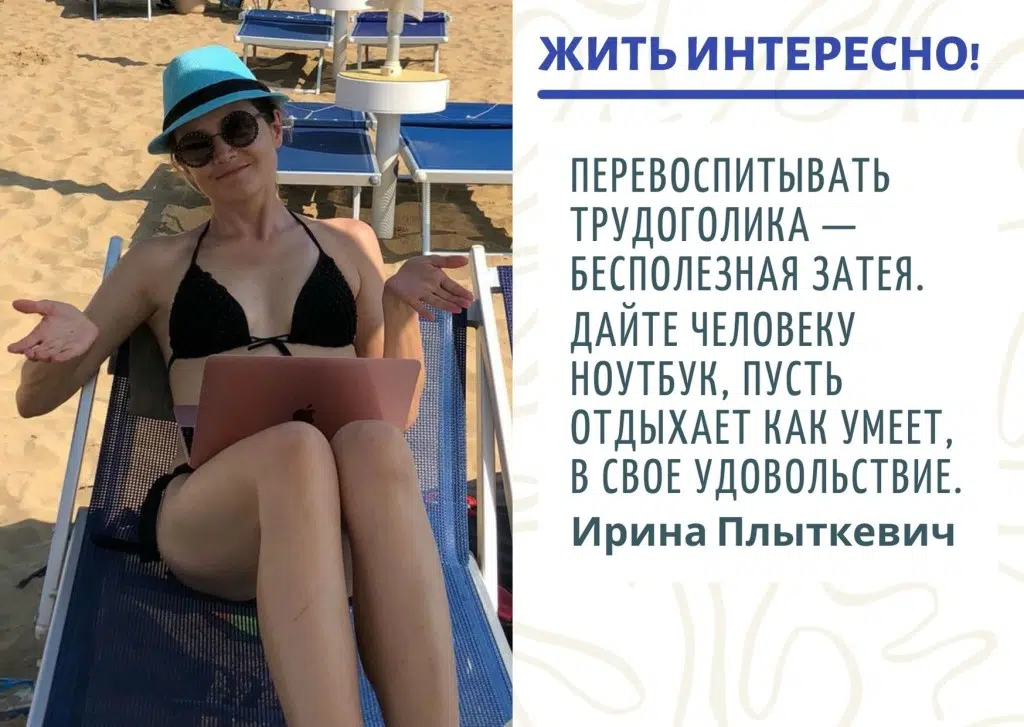 ЖИТЬ ИНТЕРЕСНО!
ПЕРЕВОСПИТЫВАТЬ
ТРУДОГОЛИКА —
БЕСПОЛЕЗНАЯ ЗАТЕЯ.
ДАЙТЕ ЧЕЛОВЕКУ
НОУТБУК, ПУСТЬ
ОТДЫХАЕТ КАК УМЕЕТ,
В СВОЕ УДОВОЛЬСТВИЕ.
Ирина Плыткевич